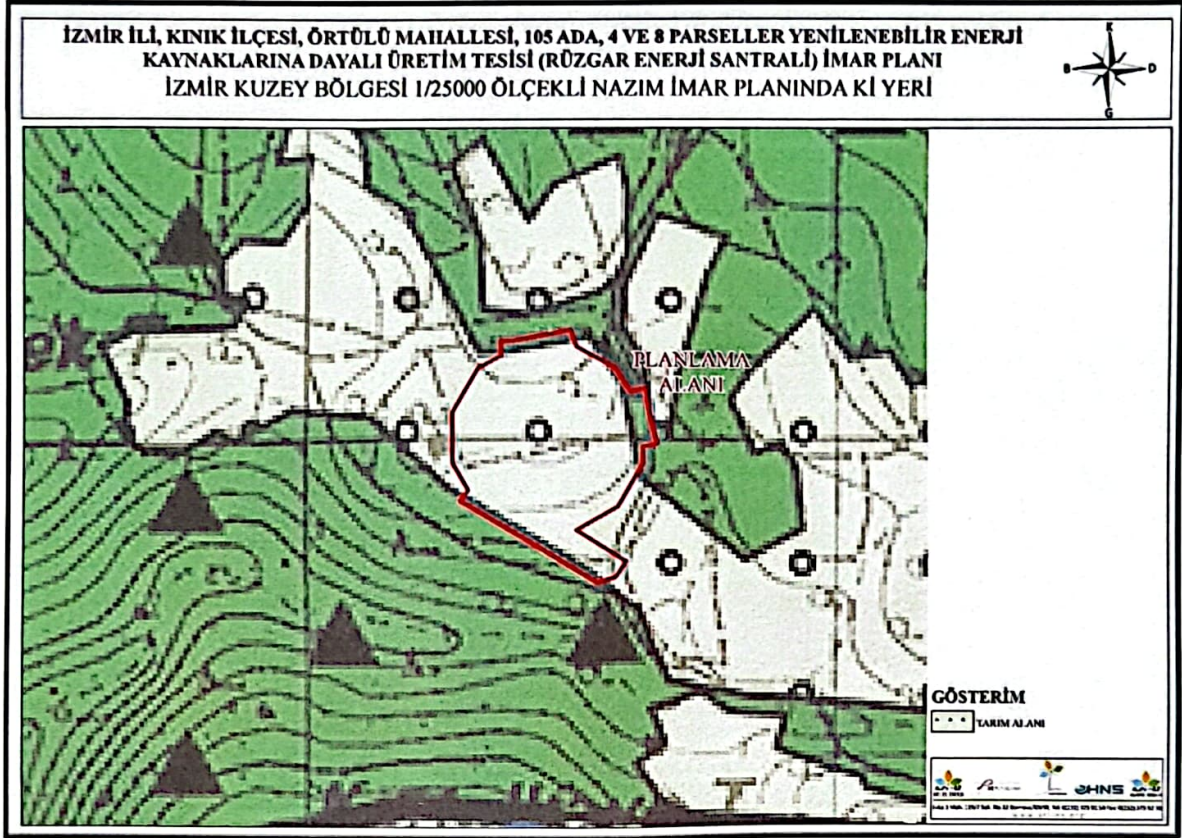 İZMİR İLİ, KINIK İLÇESİ, ÖRTÜLÜ MAHALLESİ, 105 ADA, 4 VE 8 PARSELLER YENİLENEBİLİR ENERJİ
KAYNAKLARINA DAYALI ÜRETİM TESİSİ (RÜZGAR ENERJİ SANTRALİ) İMAR PLANI
İZMİR KUZEY BÖLGESİ 1/25000 ÖLÇEKLİ NAZIM İMAR PLANINDA Kİ YERİ
K
B D
G
PLANLAMA
ALANI
T
GÖSTERİM
TARIM ALANI
HNS